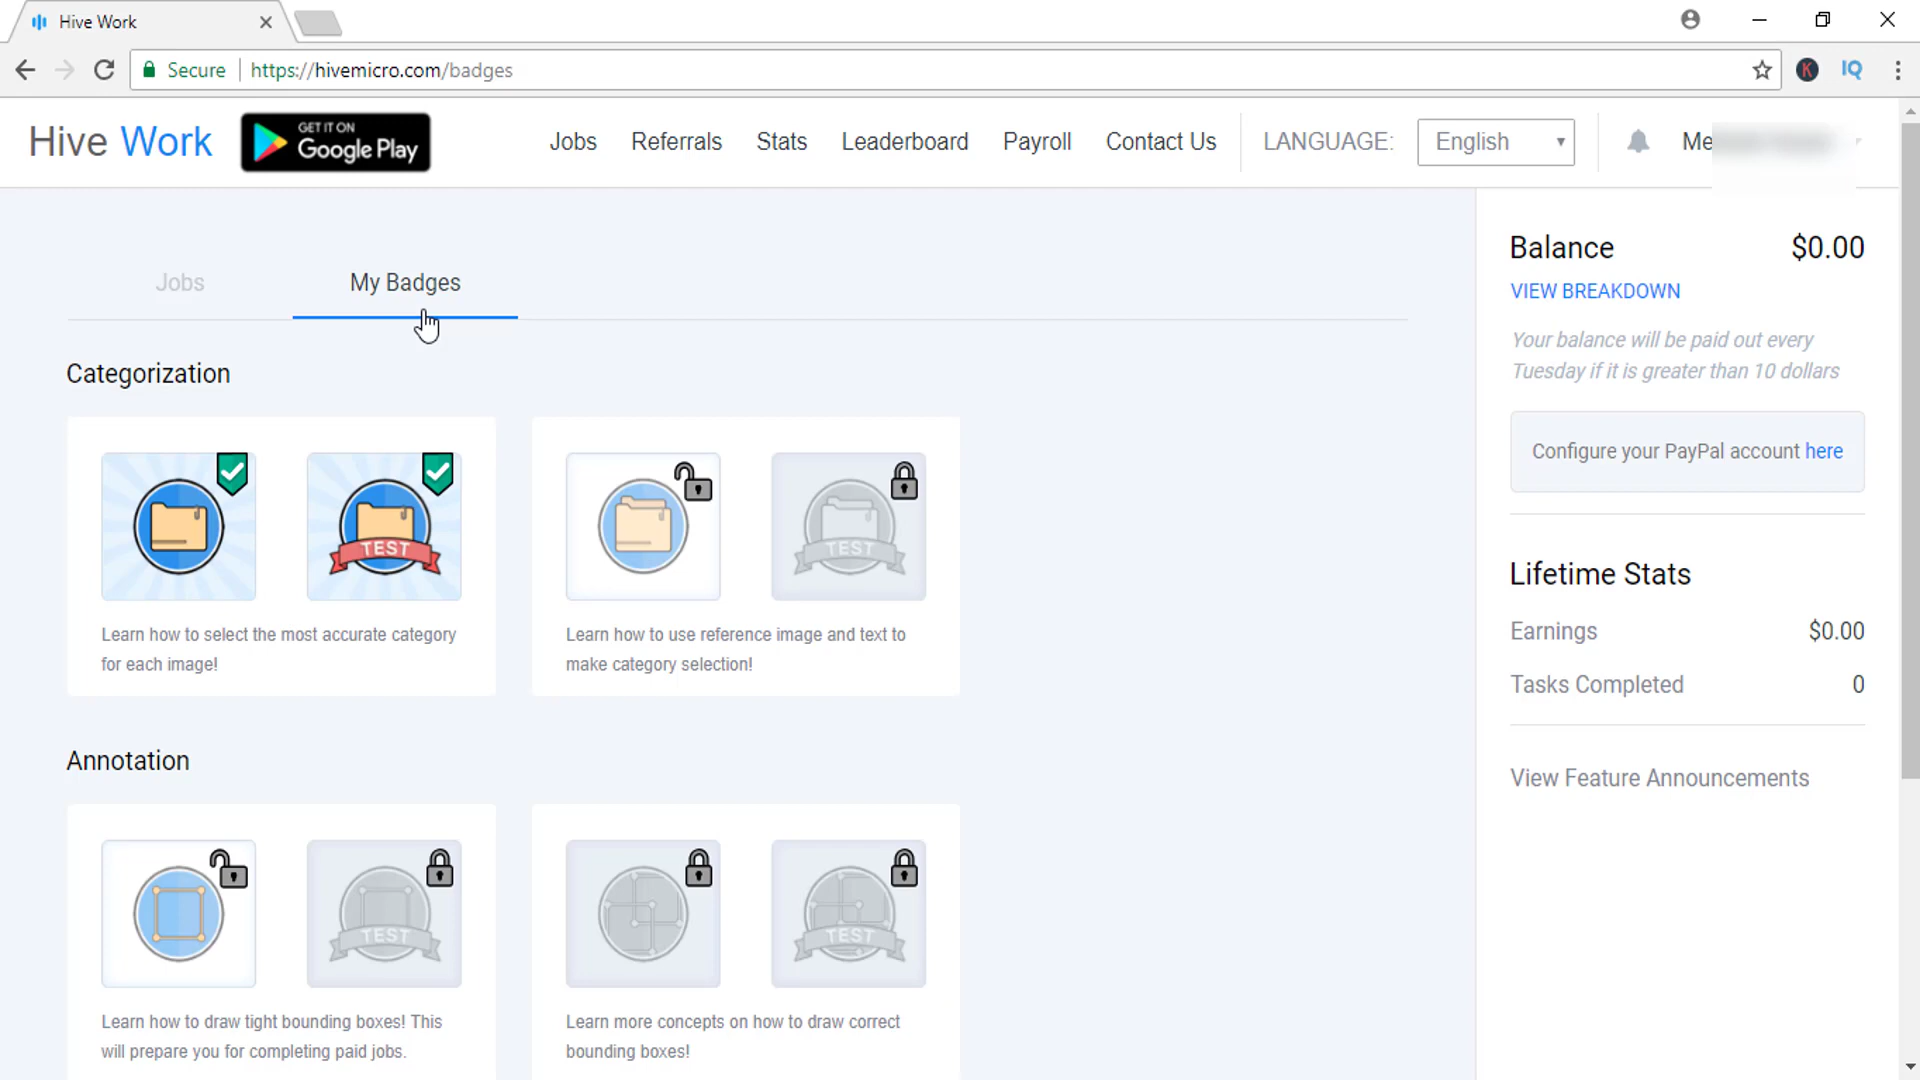 Hive Work
Secure
https://hivemicro.com/badges
K
IQ
Hive Work
GET IT ON
Google Play
Jobs
Referrals
Stats
Leaderboard
Payroll
Contact Us
LANGUAGE:
English
Me
Jobs
My Badges
Categorization
TEST
TEST
Learn how to select the most accurate category
for each image!
Learn how to use reference image and text to
make category selection!
Annotation
TEST
TEST
Learn how to draw tight bounding boxes! This
will prepare you for completing paid jobs.
Learn more concepts on how to draw correct
bounding boxes!
Balance $0.00
VIEW BREAKDOWN
Your balance will be paid out every
Tuesday if it is greater than 10 dollars
Configure your PayPal account here
Lifetime Stats
Earnings $0.00
Tasks Completed 0
View Feature Announcements